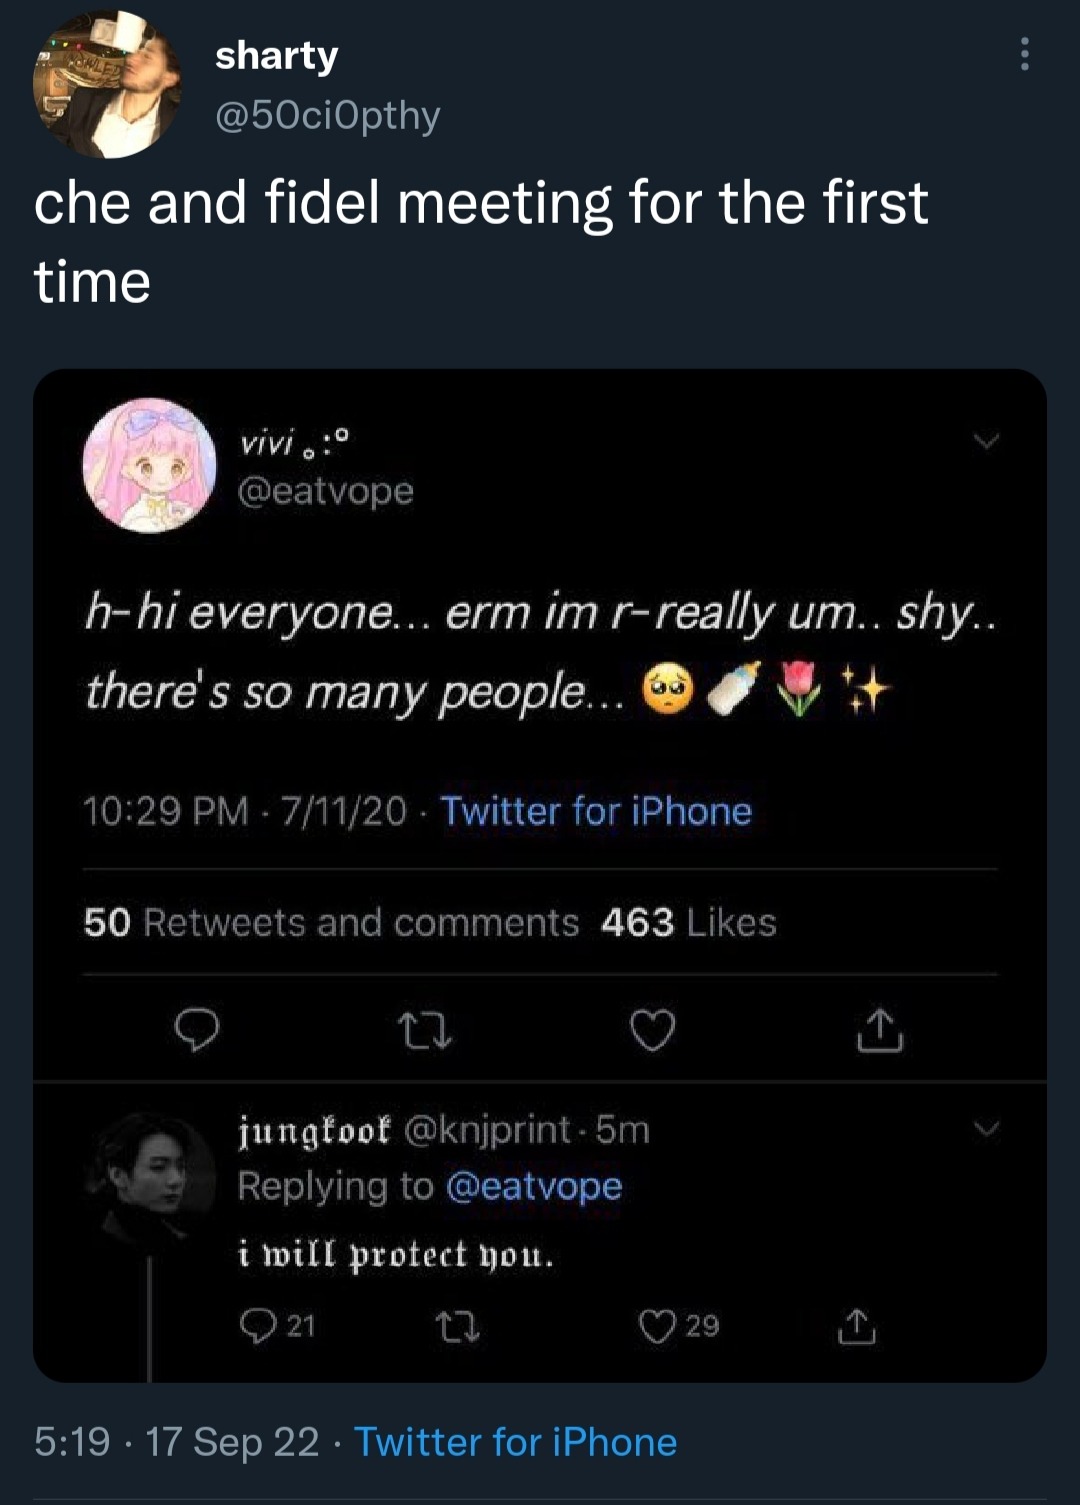 sharty
@50ci0pthy
che and fidel meeting for the first
time
vivi 。:°
@eatvope
h-hi everyone... erm im r-really um.. shy..
there's so many people... 🥺🍼🌷✨
10:29 PM · 7/11/20 · Twitter for iPhone
50 Retweets and comments 463 Likes
𝖏𝖚𝖓𝖌𝖐𝖔𝖔𝖐 @knjprint · 5m
Replying to @eatvope
𝖎 𝖜𝖎𝖑𝖑 𝖕𝖗𝖔𝖙𝖊𝖈𝖙 𝖞𝖔𝖚.
21 29
5:19 · 17 Sep 22 · Twitter for iPhone